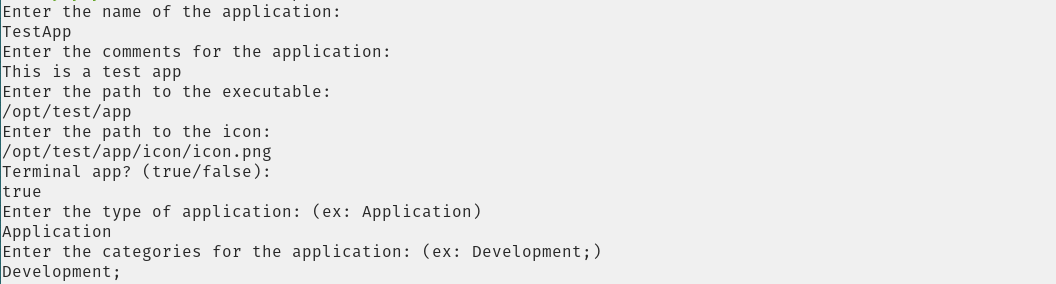 Enter the name of the application:
TestApp
Enter the comments for the application:
This is a test app
Enter the path to the executable:
/opt/test/app
Enter the path to the icon:
/opt/test/app/icon/icon.png
Terminal app? (true/false):
true
Enter the type of application: (ex: Application)
Application
Enter the categories for the application: (ex: Development;)
Development;